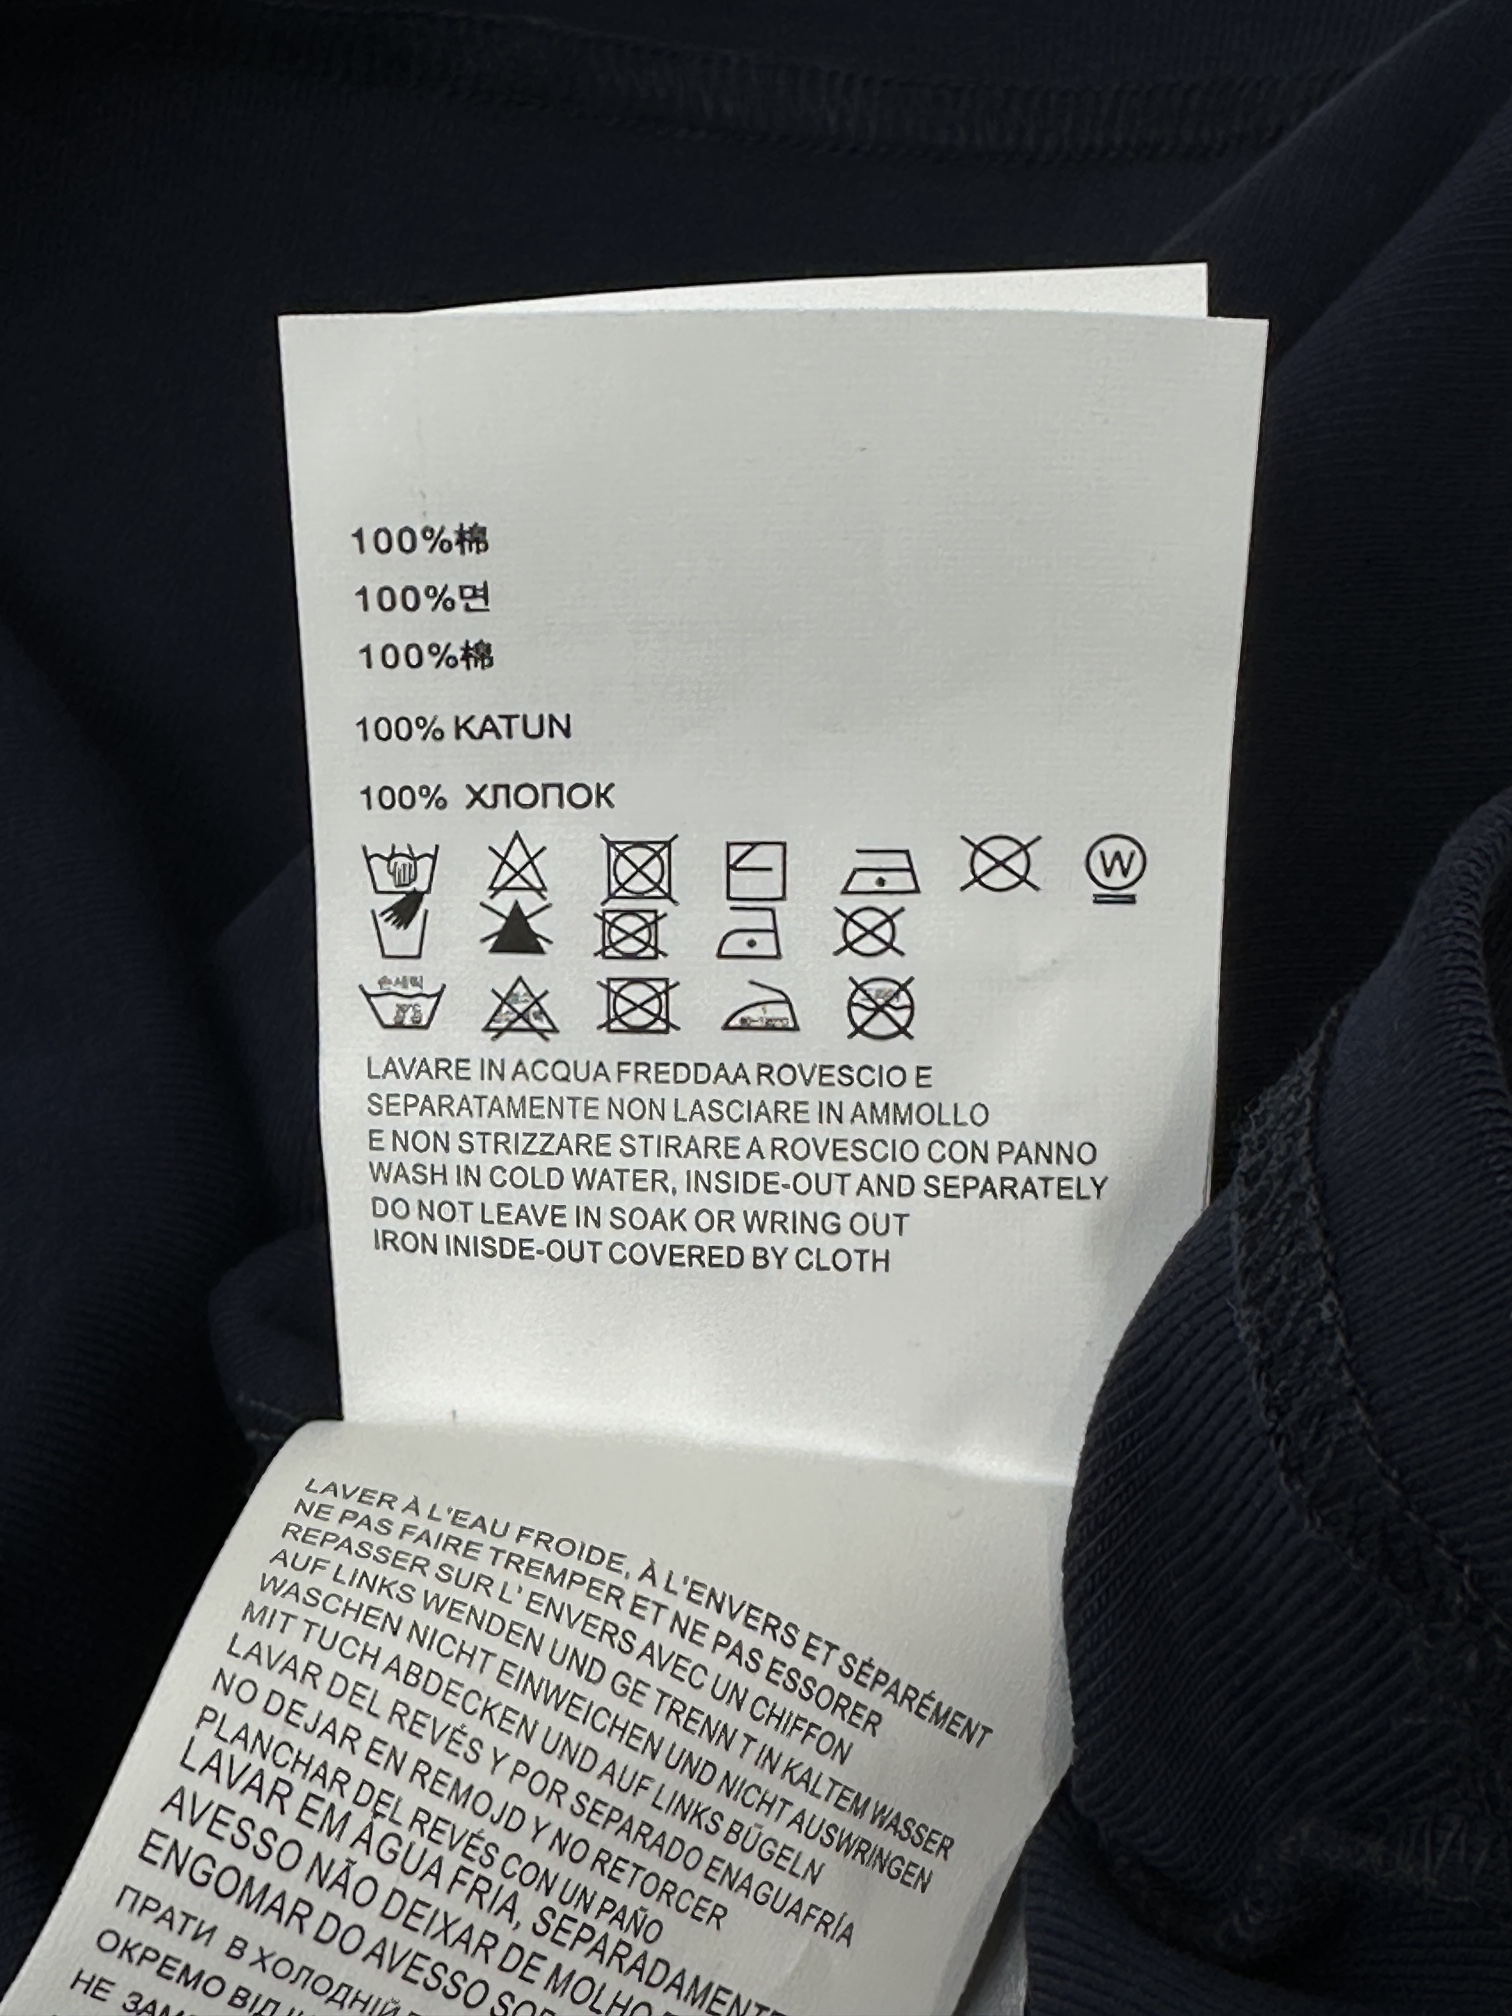 100%棉
100%면
100%棉
100% KATUN
100% ХЛОПОК
W
손세탁
LAVARE IN ACQUA FREDDAA ROVESCIO E
SEPARATAMENTE NON LASCIARE IN AMMOLLO
E NON STRIZZARE STIRARE A ROVESCIO CON PANNO
WASH IN COLD WATER, INSIDE-OUT AND SEPARATELY
DO NOT LEAVE IN SOAK OR WRING OUT
IRON INISDE-OUT COVERED BY CLOTH
LAVER À L'EAU FROIDE, À L'ENVERS ET SÉPARÉMENT
NE PAS FAIRE TREMPER ET NE PAS ESSORER
REPASSER SUR L' ENVERS AVEC UN CHIFFON
AUF LINKS WENDEN UND GE TRENN T IN KALTEM WASSER
WASCHEN NICHT EINWEICHEN UND NICHT AUSWRINGEN
MIT TUCH ABDECKEN UND AUF LINKS BÜGELN
LAVAR DEL REVÉS Y POR SEPARADO ENAGUAFRÍA
NO DEJAR EN REMOJD Y NO RETORCER
PLANCHAR DEL REVÉS CON UN PAÑO
LAVAR EM ÁGUA FRIA, SEPARADAMENTE
AVESSO NÃO DEIXAR DE MOLHO
ENGOMAR DO AVESSO
ПРАТИ В ХОЛОДНІЙ
ОКРЕМО ВІД
НЕ